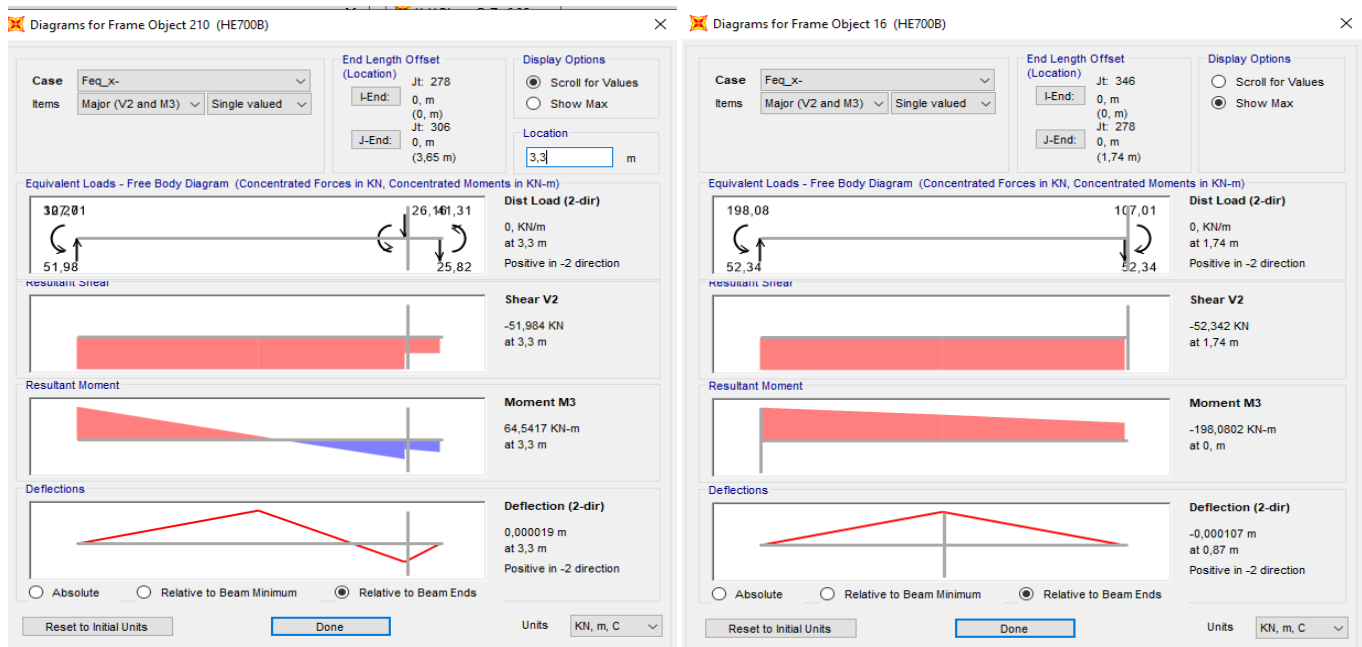 Diagrams for Frame Object 210 (HE700B)
Case Feq_x-
Items Major (V2 and M3) Single valued
End Length Offset
(Location)
I-End: Jt: 278
0, m
(0, m)
J-End: Jt: 306
0, m
(3,65 m)
Display Options
Scroll for Values
Show Max
Location
3,3 m
Equivalent Loads - Free Body Diagram (Concentrated Forces in KN, Concentrated Moments in KN-m)
51,98
25,82
Dist Load (2-dir)
0, KN/m
at 3,3 m
Positive in -2 direction
Resultant Shear
Shear V2
-51,984 KN
at 3,3 m
Resultant Moment
Moment M3
64,5417 KN-m
at 3,3 m
Deflections
Deflection (2-dir)
0,000019 m
at 3,3 m
Positive in -2 direction
Absolute Relative to Beam Minimum Relative to Beam Ends
Reset to Initial Units Done Units KN, m, C
Diagrams for Frame Object 16 (HE700B)
Case Feq_x-
Items Major (V2 and M3) Single valued
End Length Offset
(Location)
I-End: Jt: 346
0, m
(0, m)
J-End: Jt: 278
0, m
(1,74 m)
Display Options
Scroll for Values
Show Max
Equivalent Loads - Free Body Diagram (Concentrated Forces in KN, Concentrated Moments in KN-m)
198,08 107,01
52,34 52,34
Dist Load (2-dir)
0, KN/m
at 1,74 m
Positive in -2 direction
Resultant Shear
Shear V2
-52,342 KN
at 1,74 m
Resultant Moment
Moment M3
-198,0802 KN-m
at 0, m
Deflections
Deflection (2-dir)
-0,000107 m
at 0,87 m
Positive in -2 direction
Absolute Relative to Beam Minimum Relative to Beam Ends
Reset to Initial Units Done Units KN, m, C